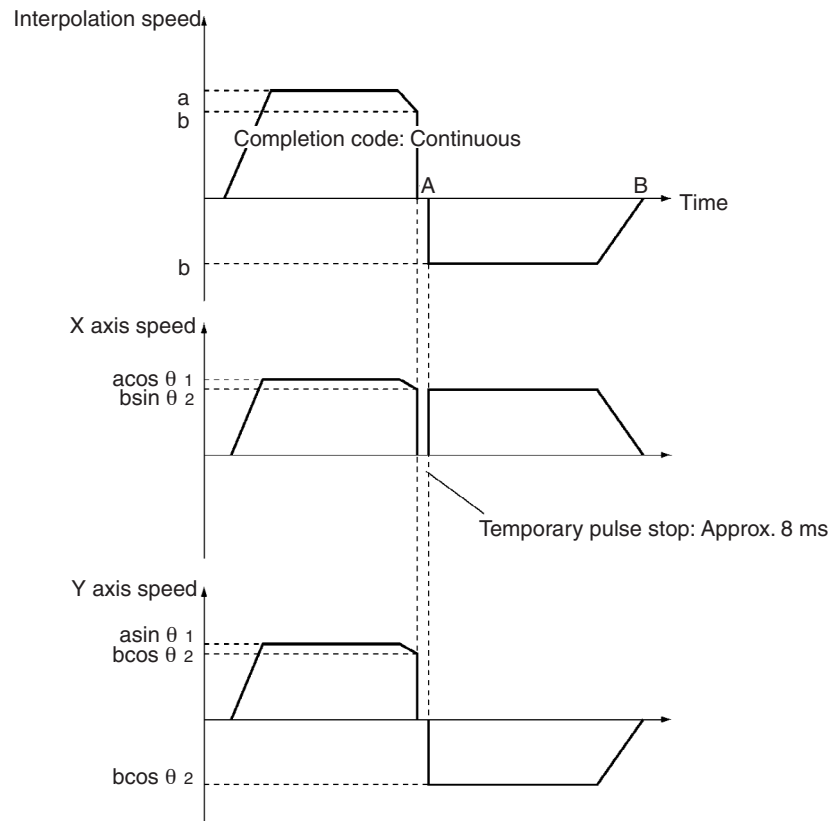 Interpolation speed
a
b
Completion code: Continuous
A
B
Time
b
X axis speed
acos θ 1
bsin θ 2
Temporary pulse stop: Approx. 8 ms
Y axis speed
asin θ 1
bcos θ 2
bcos θ 2